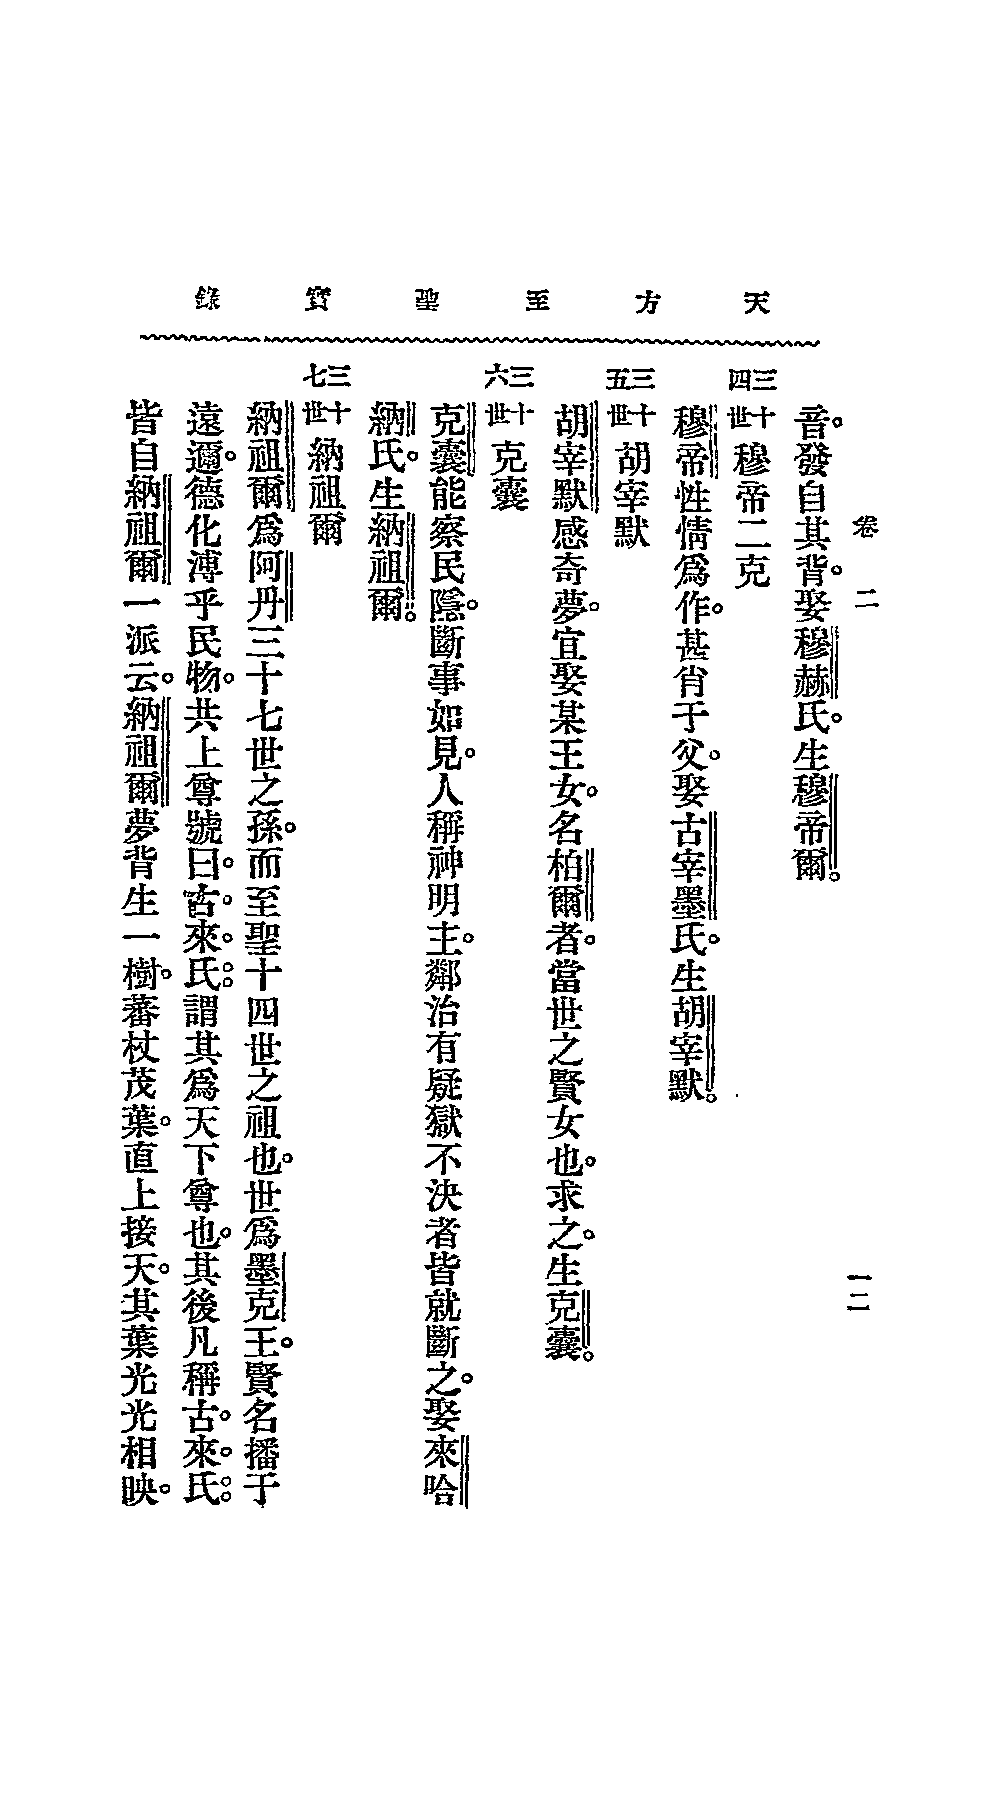 天方至聖實錄
卷二
一二
音。發自其背。娶穆赫氏。生穆帝爾。
三十四世 穆帝二克
穆帝性情爲作。甚肖于父。娶古宰墨氏。生胡宰默。
三十五世 胡宰默
胡宰默感奇夢。宜娶某王女。名柏爾者。當世之賢女也。求之。生克囊。
三十六世 克囊
克囊能察民隱。斷事如見。人稱神明主。鄰治有疑獄不決者皆就斷之。娶來哈
納氏。生納祖爾。
三十七世 納祖爾
納祖爾爲阿丹三十七世之孫。而至聖十四世之祖也。世爲墨克王。賢名播于
遠邇。德化溥乎民物。共上尊號曰。古。來。氏。謂其爲天下尊也。其後凡稱古。來。氏。
皆自納祖爾一派云。納祖爾夢背生一樹。蕃杖茂葉。直上接天。其葉光光相映。